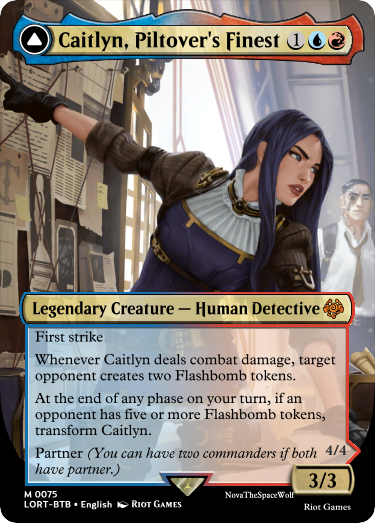 Caitlyn, Piltover's Finest 1
Legendary Creature — Human Detective
First strike
Whenever Caitlyn deals combat damage, target
opponent creates two Flashbomb tokens.
At the end of any phase on your turn, if an
opponent has five or more Flashbomb tokens,
transform Caitlyn.
Partner (You can have two commanders if both
have partner.)
4/4
3/3
M 0075
LORT-BTB • English Riot Games
NovaTheSpaceWolf
Riot Games